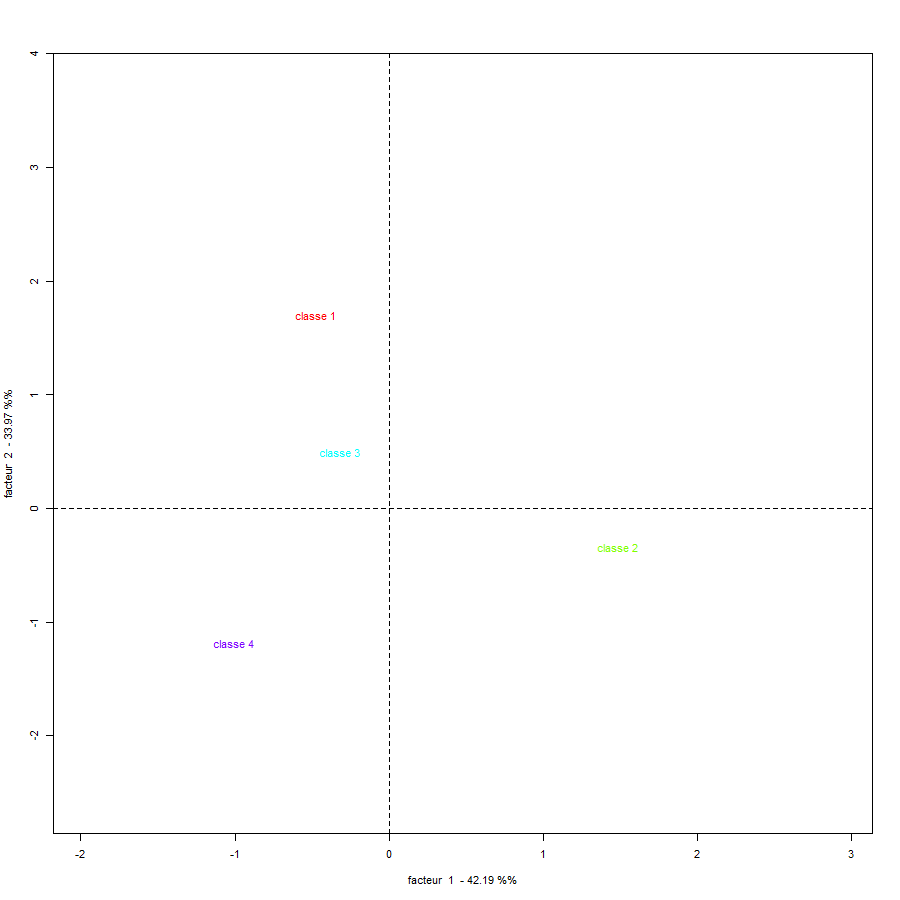 4
3
2
classe 1
1
facteur 2 - 33.97 %%
classe 3
0
classe 2
-1
classe 4
-2
-2 -1 0 1 2 3
facteur 1 - 42.19 %%